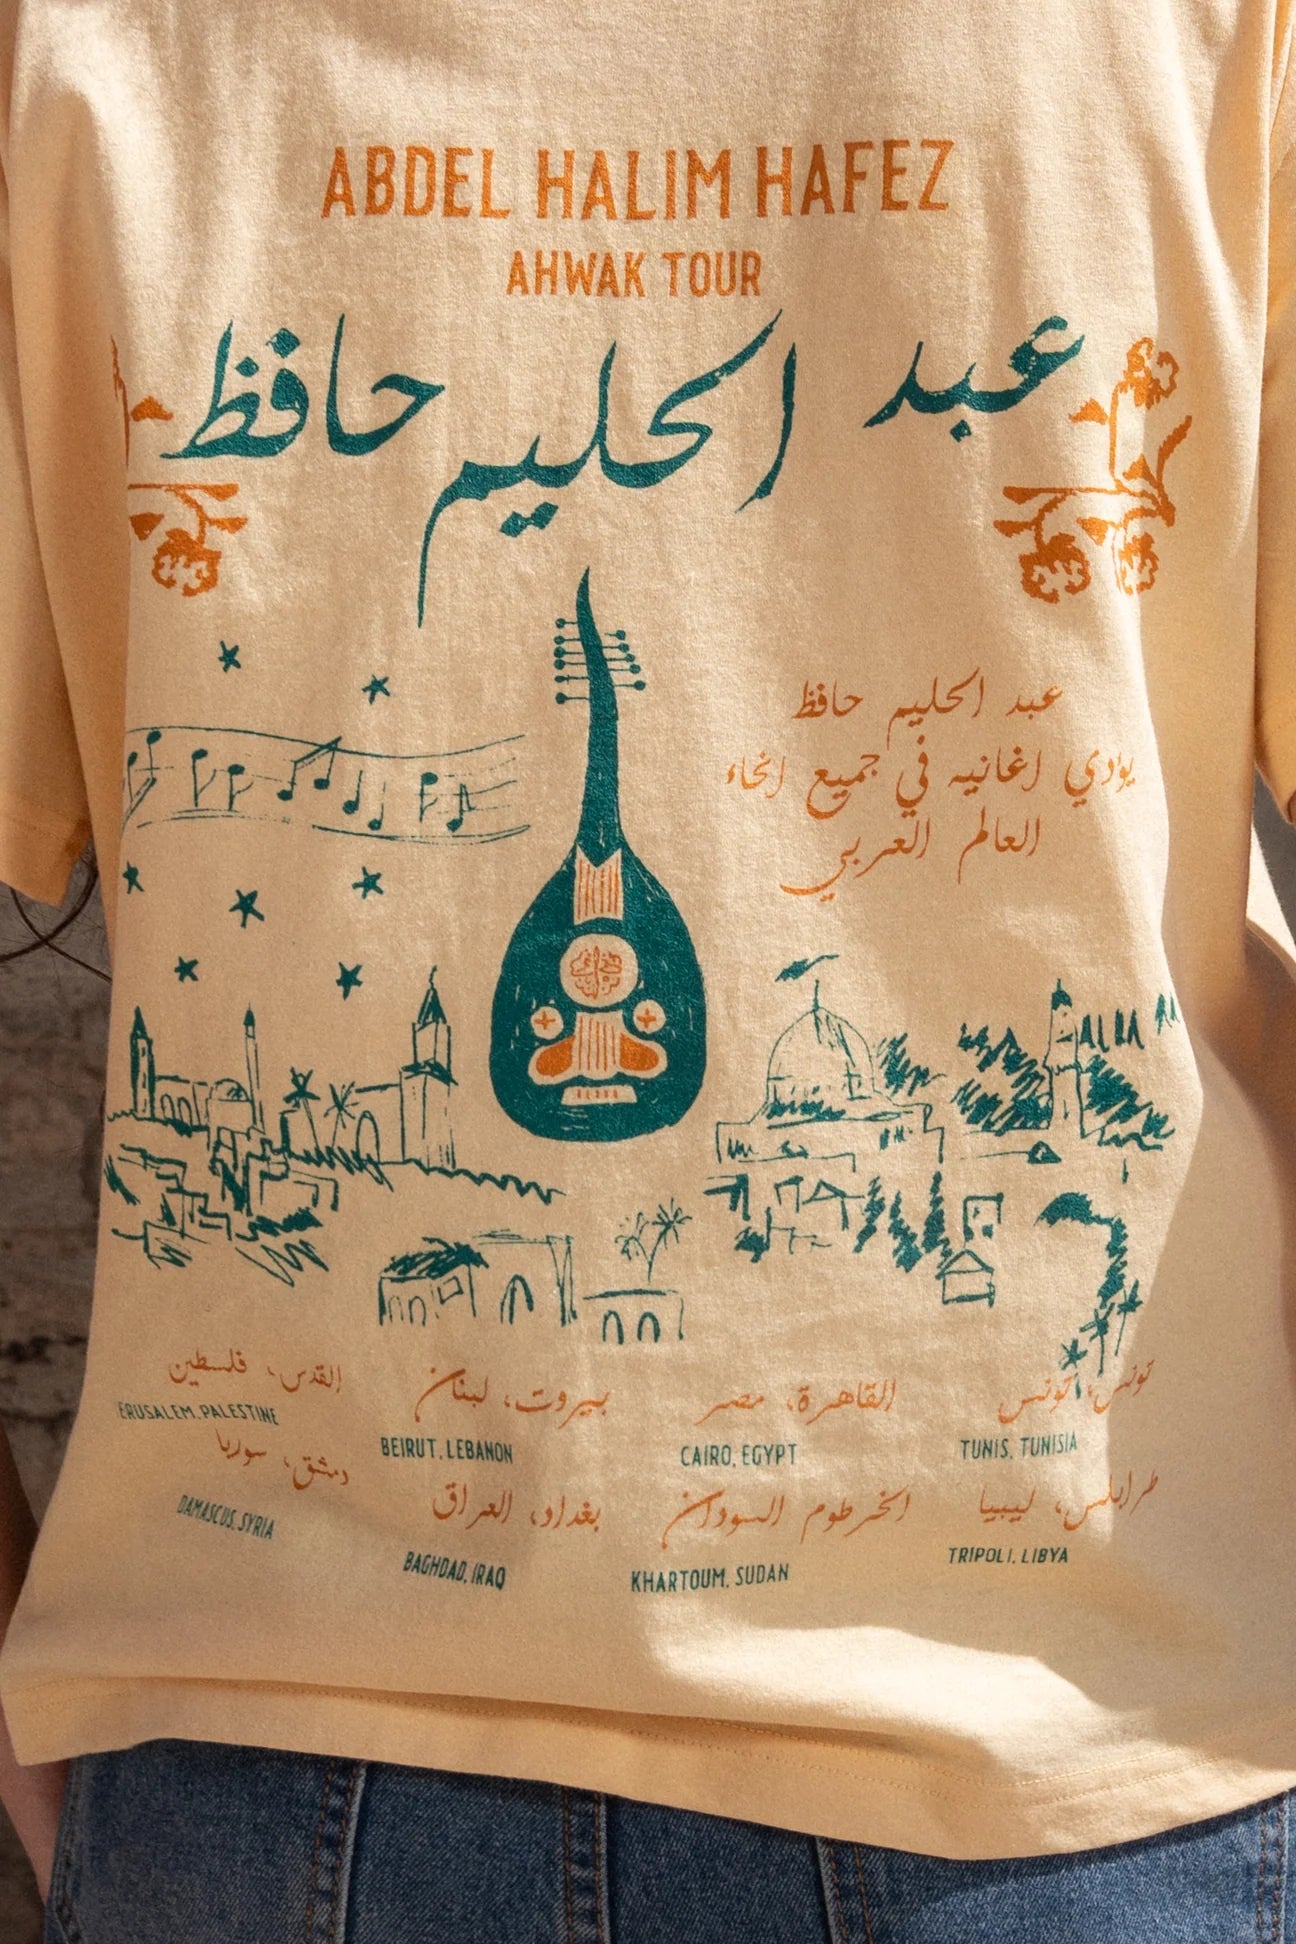 ABDEL HALIM HAFEZ
AHWAK TOUR
عبد الحليم حافظ
عبد الحليم حافظ
يؤدي اغانيه في جميع انحاء
العالم العربي
القدس، فلسطين
ERUSALEM, PALESTINE
بيروت، لبنان
BEIRUT, LEBANON
القاهرة، مصر
CAIRO, EGYPT
تونس، تونس
TUNIS, TUNISIA
دمشق، سوريا
DAMASCUS, SYRIA
بغداد، العراق
BAGHDAD, IRAQ
الخرطوم السودان
KHARTOUM, SUDAN
طرابلس، ليبيا
TRIPOLI, LIBYA